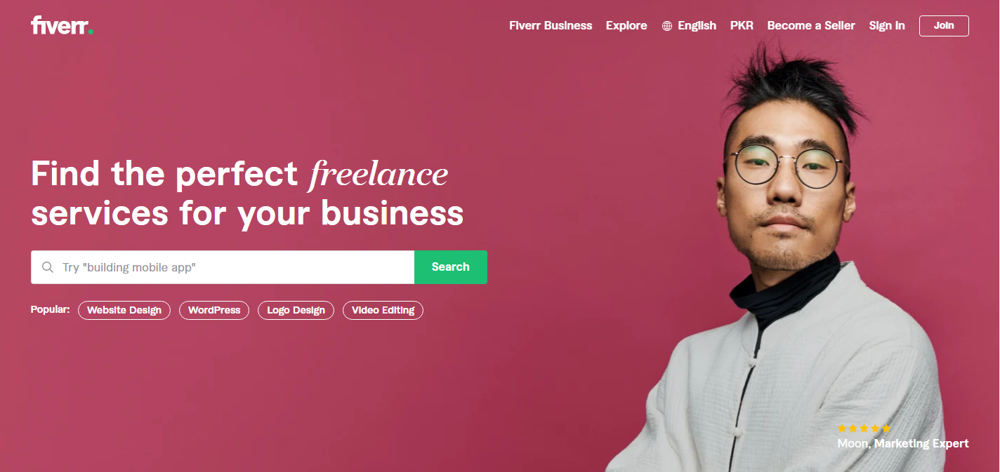 fiverr.
Fiverr Business Explore English PKR Become a Seller Sign in Join
Find the perfect freelance
services for your business
Try "building mobile app" Search
Popular: Website Design WordPress Logo Design Video Editing
★★★★★
Moon, Marketing Expert